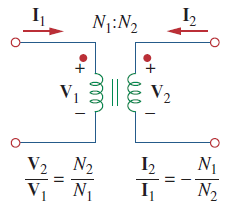 I₁ N₁:N₂ I₂
+ +
V₁ V₂
− −
V₂/V₁ = N₂/N₁ I₂/I₁ = − N₁/N₂